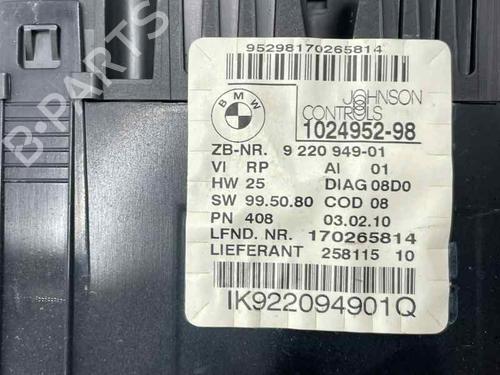 95298170265814
BMW
JOHNSON
CONTROLS
1024952-98
ZB-NR. 9 220 949-01
VI RP AI 01
HW 25 DIAG 08D0
SW 99.50.80 COD 08
PN 408 03.02.10
LFND. NR. 170265814
LIEFERANT 258115 10
IK922094901Q
B-PARTS